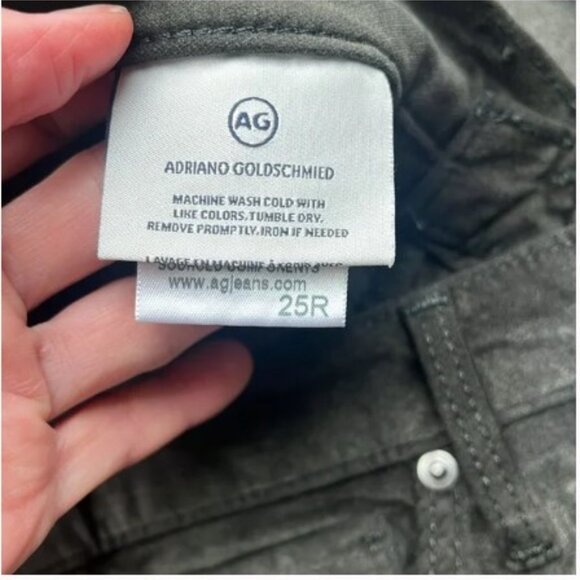 AG
ADRIANO GOLDSCHMIED
MACHINE WASH COLD WITH
LIKE COLORS. TUMBLE DRY.
REMOVE PROMPTLY. IRON IF NEEDED
www.agjeans.com
25R